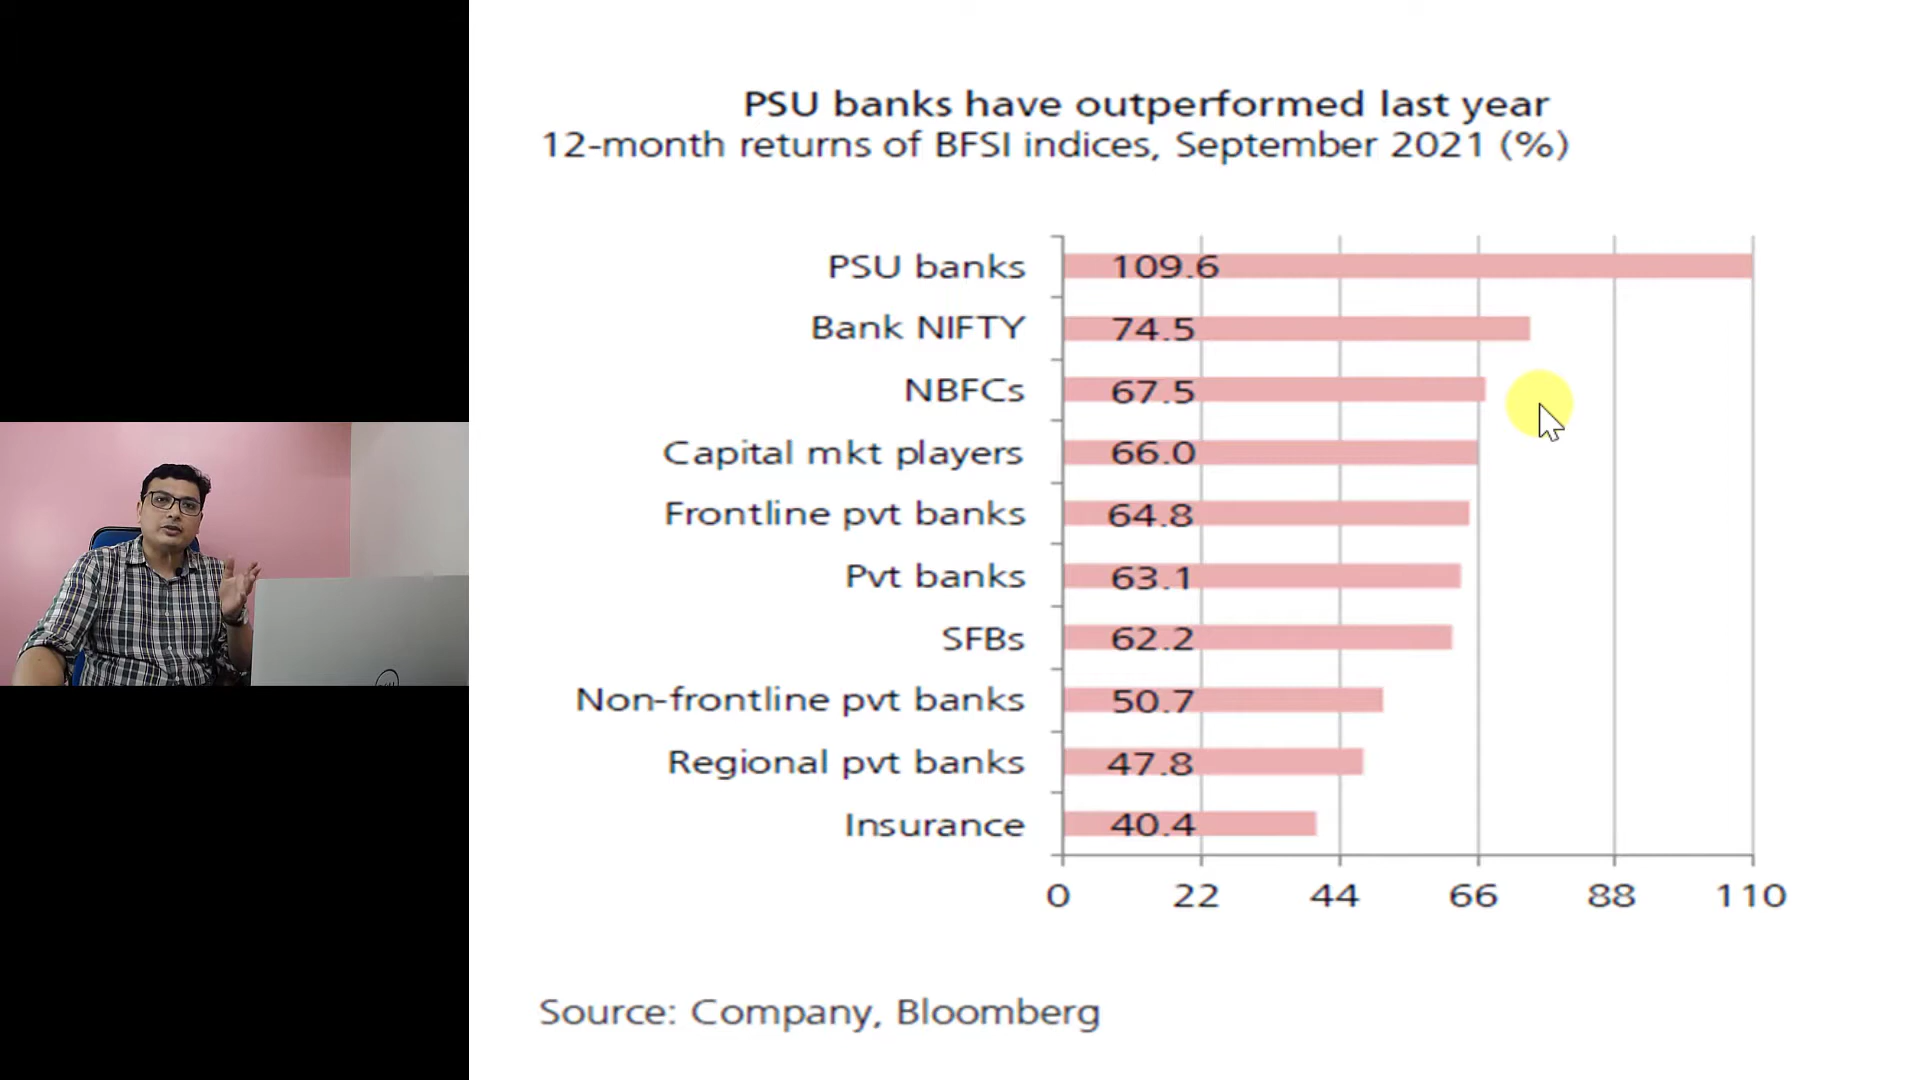 PSU banks have outperformed last year
12-month returns of BFSI indices, September 2021 (%)
PSU banks 109.6
Bank NIFTY 74.5
NBFCs 67.5
Capital mkt players 66.0
Frontline pvt banks 64.8
Pvt banks 63.1
SFBs 62.2
Non-frontline pvt banks 50.7
Regional pvt banks 47.8
Insurance 40.4
0 22 44 66 88 110
Source: Company, Bloomberg